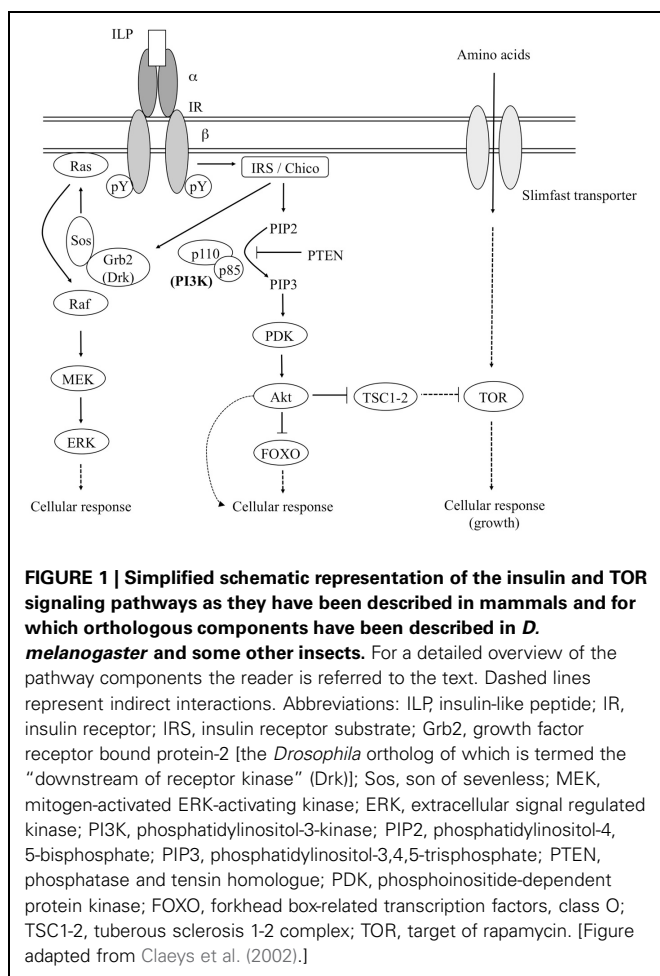 ILP
α
Amino acids
IR
β
Ras
IRS / Chico
pY
pY
Slimfast transporter
Sos
PIP2
Grb2
(Drk)
p110
p85
PTEN
(PI3K)
PIP3
Raf
PDK
MEK
Akt
TSC1-2
TOR
ERK
FOXO
Cellular response
Cellular response
Cellular response
(growth)
FIGURE 1 | Simplified schematic representation of the insulin and TOR
signaling pathways as they have been described in mammals and for
which orthologous components have been described in D.
melanogaster and some other insects. For a detailed overview of the
pathway components the reader is referred to the text. Dashed lines
represent indirect interactions. Abbreviations: ILP, insulin-like peptide; IR,
insulin receptor; IRS, insulin receptor substrate; Grb2, growth factor
receptor bound protein-2 [the Drosophila ortholog of which is termed the
“downstream of receptor kinase” (Drk)]; Sos, son of sevenless; MEK,
mitogen-activated ERK-activating kinase; ERK, extracellular signal regulated
kinase; PI3K, phosphatidylinositol-3-kinase; PIP2, phosphatidylinositol-4,
5-bisphosphate; PIP3, phosphatidylinositol-3,4,5-trisphosphate; PTEN,
phosphatase and tensin homologue; PDK, phosphoinositide-dependent
protein kinase; FOXO, forkhead box-related transcription factors, class O;
TSC1-2, tuberous sclerosis 1-2 complex; TOR, target of rapamycin. [Figure
adapted from Claeys et al. (2002).]